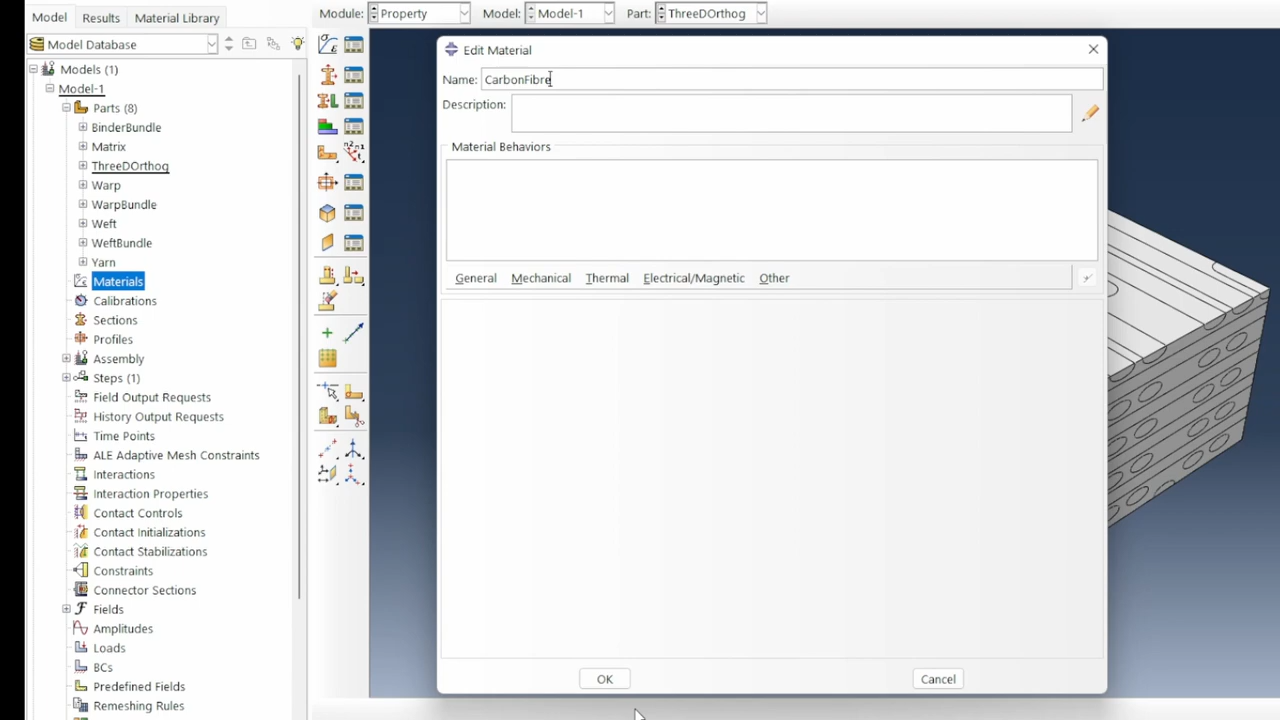 Model Results Material Library Module: Property Model: Model-1 Part: ThreeDOrthog
Model Database
Edit Material
Models (1)
Name: CarbonFibre
Model-1
Description:
Parts (8)
BinderBundle
Matrix
Material Behaviors
ThreeDOrthog
Warp
WarpBundle
Weft
WeftBundle
Yarn
General Mechanical Thermal Electrical/Magnetic Other
Materials
Calibrations
Sections
Profiles
Assembly
Steps (1)
Field Output Requests
History Output Requests
Time Points
ALE Adaptive Mesh Constraints
Interactions
Interaction Properties
Contact Controls
Contact Initializations
Contact Stabilizations
Constraints
Connector Sections
Fields
Amplitudes
Loads
BCs
OK Cancel
Predefined Fields
Remeshing Rules